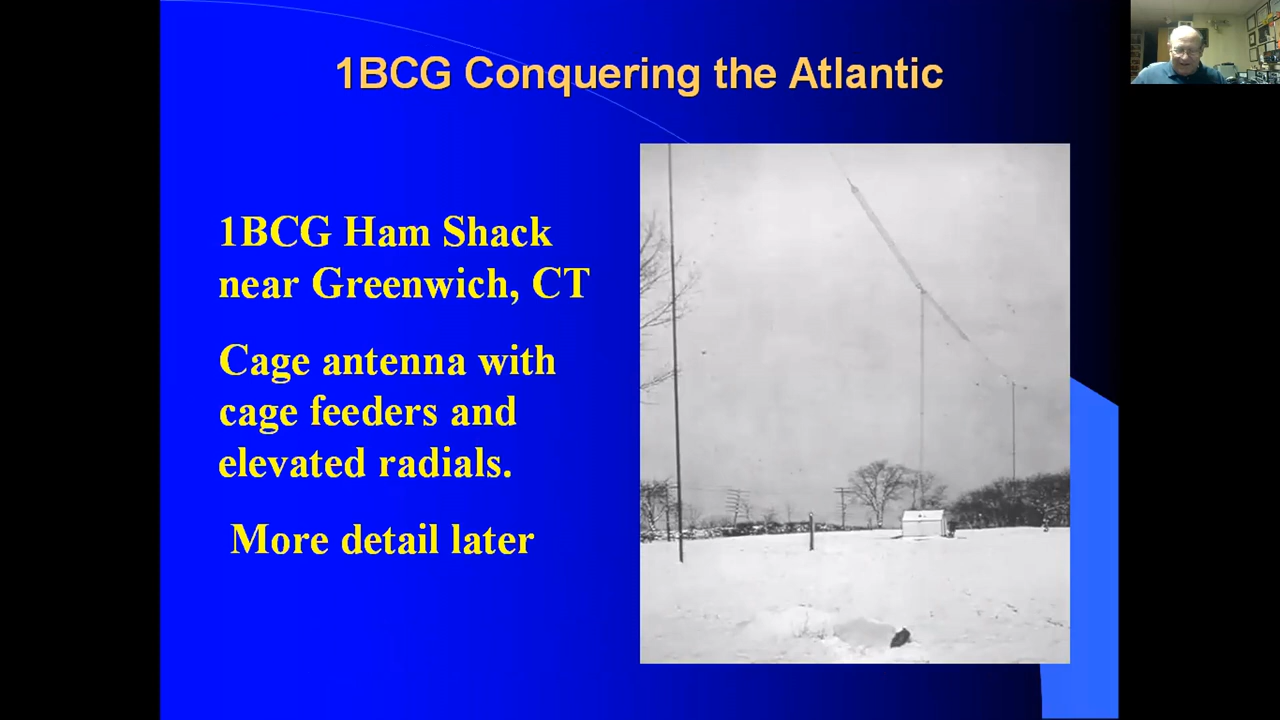 1BCG Conquering the Atlantic
1BCG Ham Shack
near Greenwich, CT
Cage antenna with
cage feeders and
elevated radials.
More detail later